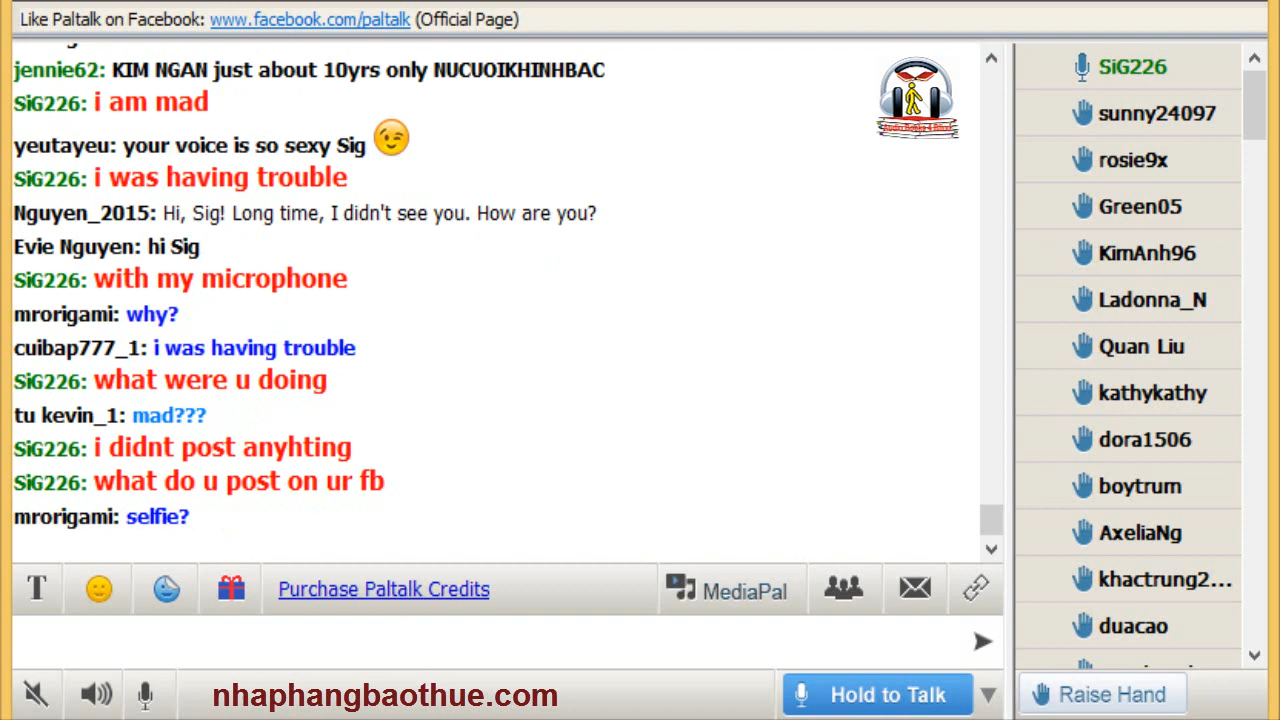 Like Paltalk on Facebook: www.facebook.com/paltalk (Official Page)
jennie62: KIM NGAN just about 10yrs only NUCUOIKHINHBAC
SiG226: i am mad
yeutayeu: your voice is so sexy Sig
SiG226: i was having trouble
Nguyen_2015: Hi, Sig! Long time, I didn't see you. How are you?
Evie Nguyen: hi Sig
SiG226: with my microphone
mrorigami: why?
cuibap777_1: i was having trouble
SiG226: what were u doing
tu kevin_1: mad???
SiG226: i didnt post anyhting
SiG226: what do u post on ur fb
mrorigami: selfie?
T
Purchase Paltalk Credits
MediaPal
nhaphangbaothue.com
Hold to Talk
SiG226
sunny24097
rosie9x
Green05
KimAnh96
Ladonna_N
Quan Liu
kathykathy
dora1506
boytrum
AxeliaNg
khactrung2...
duacao
Raise Hand